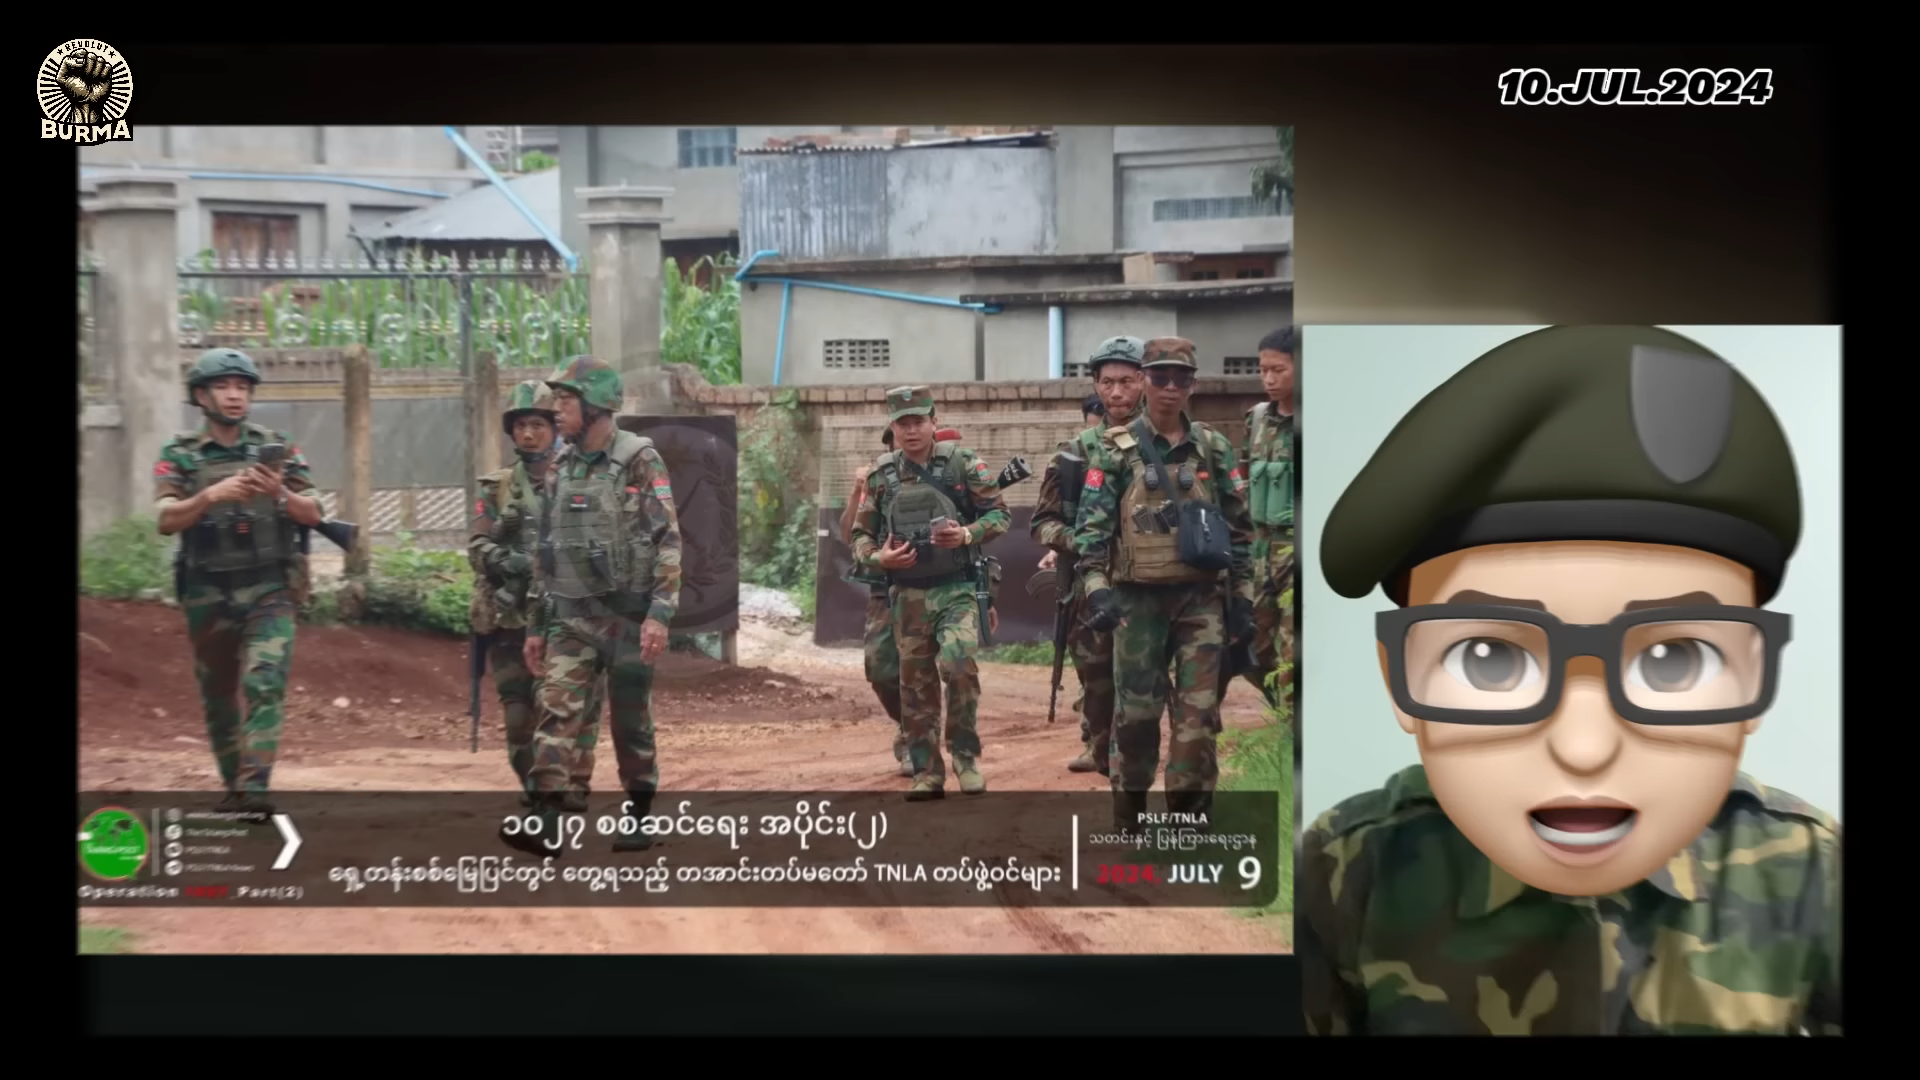 REVOLUT
BURMA
10.JUL.2024
၁၀၂၇ စစ်ဆင်ရေး အပိုင်း(၂)
ရှေ့တန်းစစ်မြေပြင်တွင် တွေ့ရသည့် တအာင်းတပ်မတော် TNLA တပ်ဖွဲ့ဝင်များ
PSLF/TNLA
သတင်းနှင့် ပြန်ကြားရေးဌာန
2024, JULY 9
Operation 1027 Part(2)